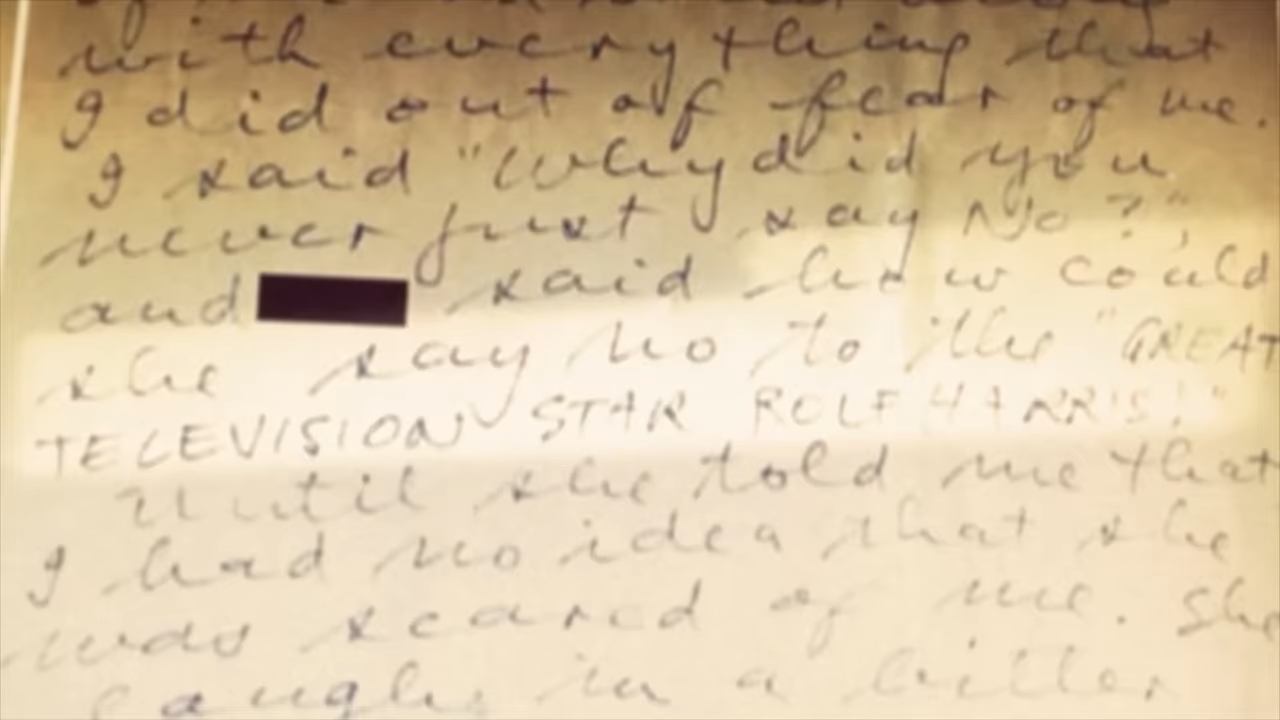 with everything that
I did out of fear of me.
I said "Why did you
never just say No?",
and said how could
she say no to the "GREAT
TELEVISION STAR ROLF HARRIS!"
Until she told me that
I had no idea that she
was scared of me. She
laughs in a bitter